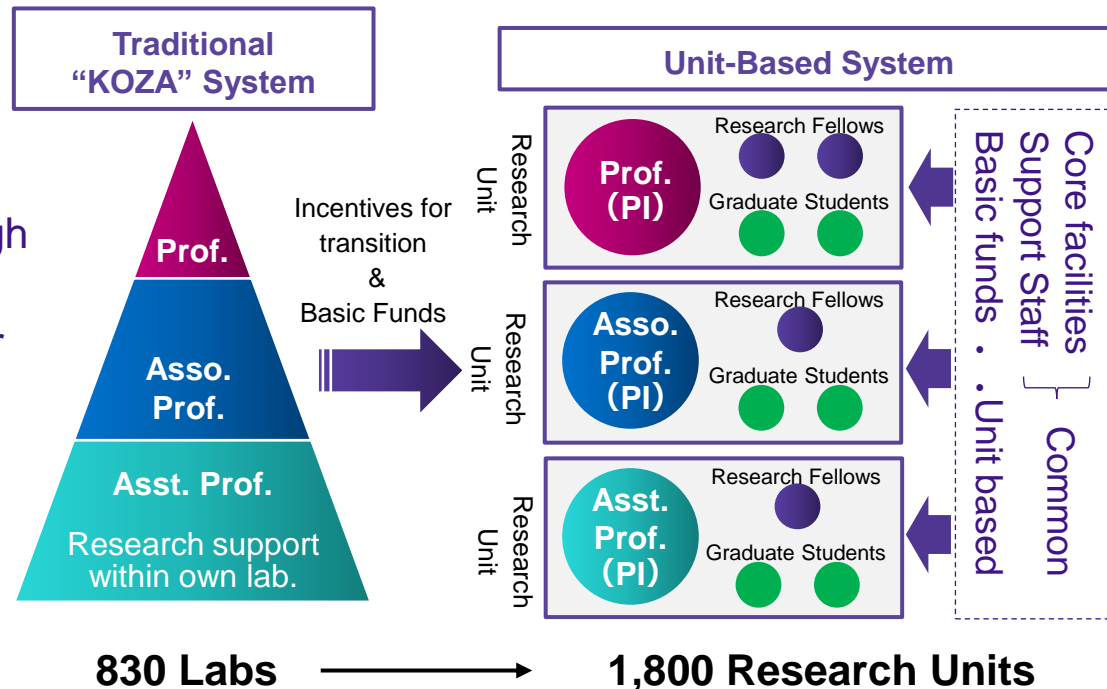 Traditional
“KOZA” System
Unit-Based System
gh
Prof.
Asso.
Prof.
Asst. Prof.
Research support
within own lab.
Incentives for
transition
&
Basic Funds
Research
Unit
Prof.
(PI)
Research Fellows
Graduate Students
Research
Unit
Asso.
Prof.
(PI)
Research Fellows
Graduate Students
Research
Unit
Asst.
Prof.
(PI)
Research Fellows
Graduate Students
Core facilities
Support Staff
Common
Basic funds ・・Unit based
830 Labs
1,800 Research Units